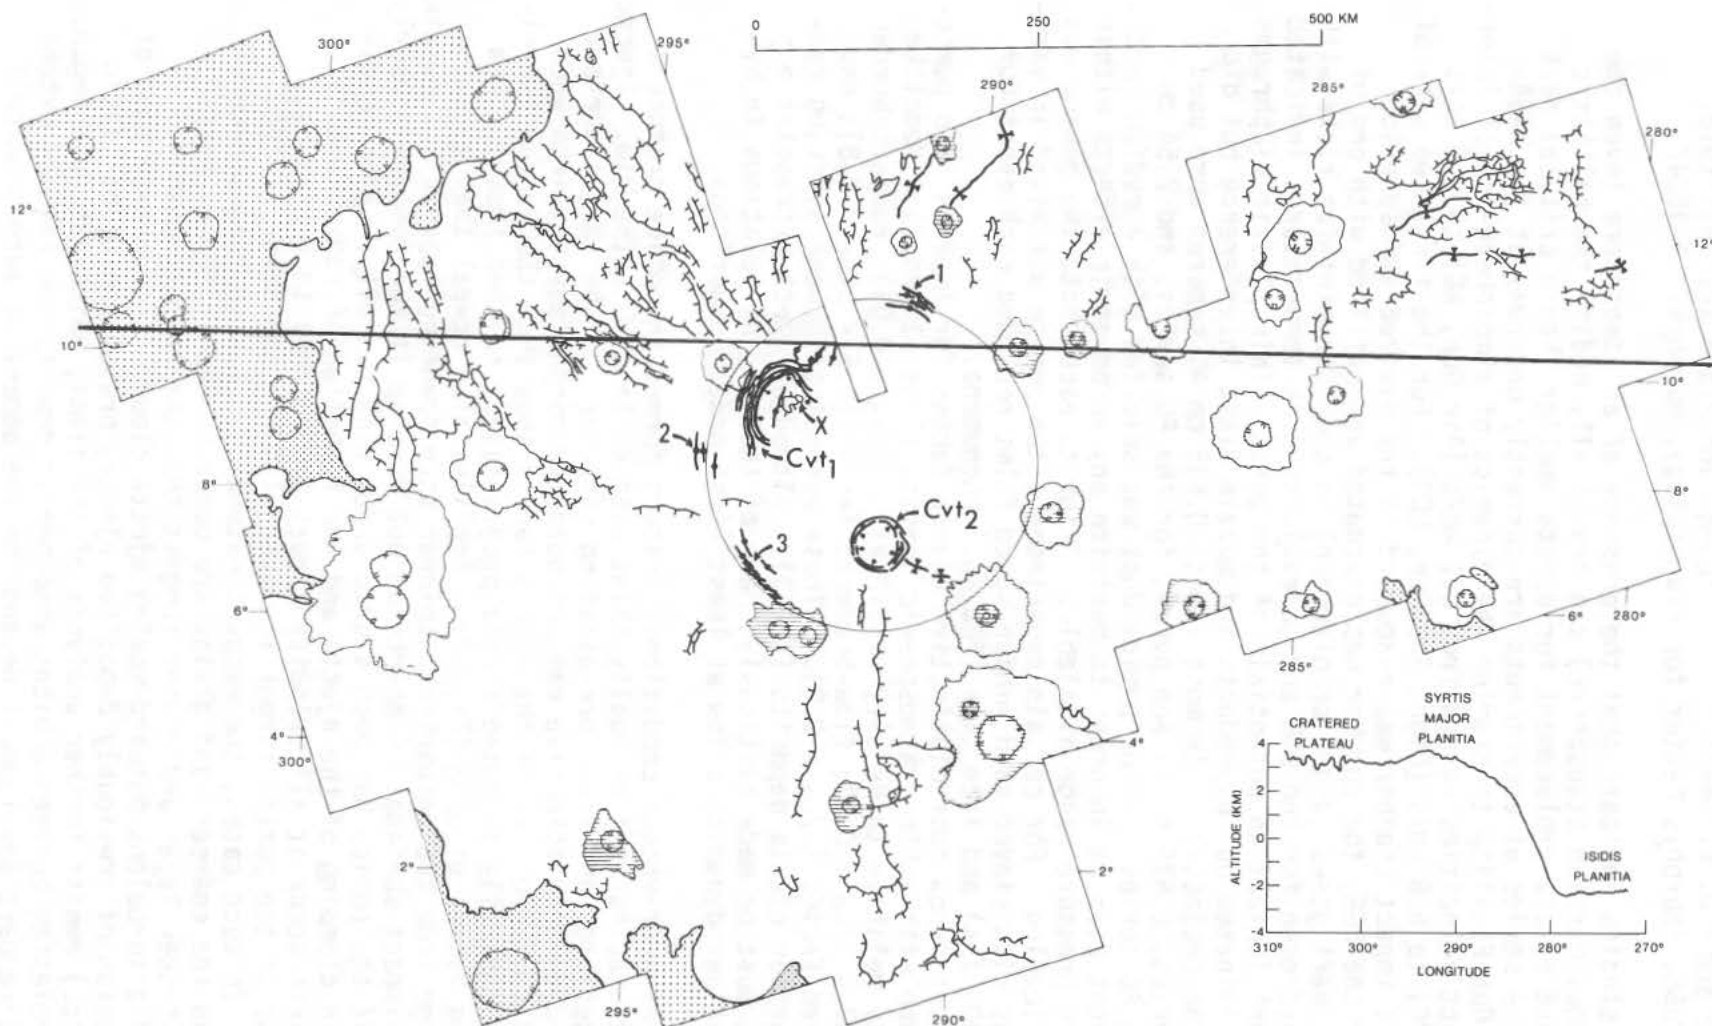 0
250
500 KM
300°
295°
290°
285°
280°
12°
12°
1
10°
10°
X
2
Cvt1
8°
8°
Cvt2
3
6°
6°
280°
285°
4°
4°
300°
2°
2°
295°
290°
SYRTIS
MAJOR
PLANITIA
CRATERED
PLATEAU
ISIDIS
PLANITIA
ALTITUDE (KM)
4
2
0
-2
-4
310°
300°
290°
280°
270°
LONGITUDE